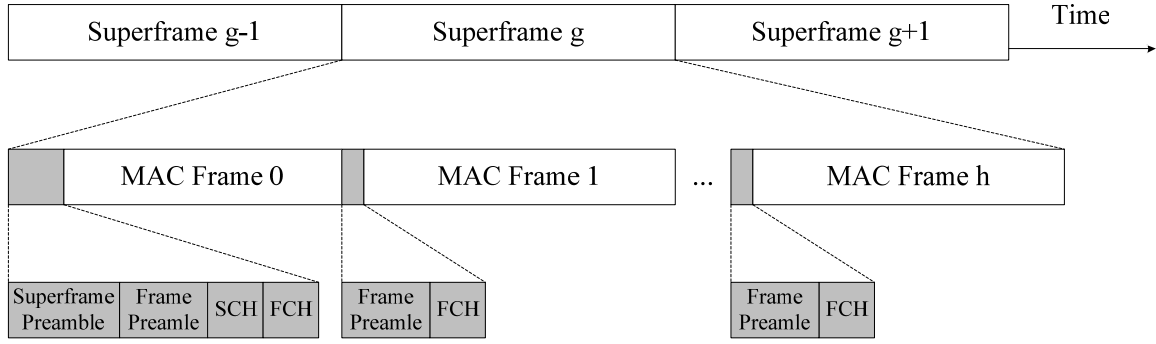 Superframe g-1
Superframe g
Superframe g+1
Time
MAC Frame 0
MAC Frame 1
...
MAC Frame h
Superframe
Preamble
Frame
Preamle
SCH
FCH
Frame
Preamle
FCH
Frame
Preamle
FCH